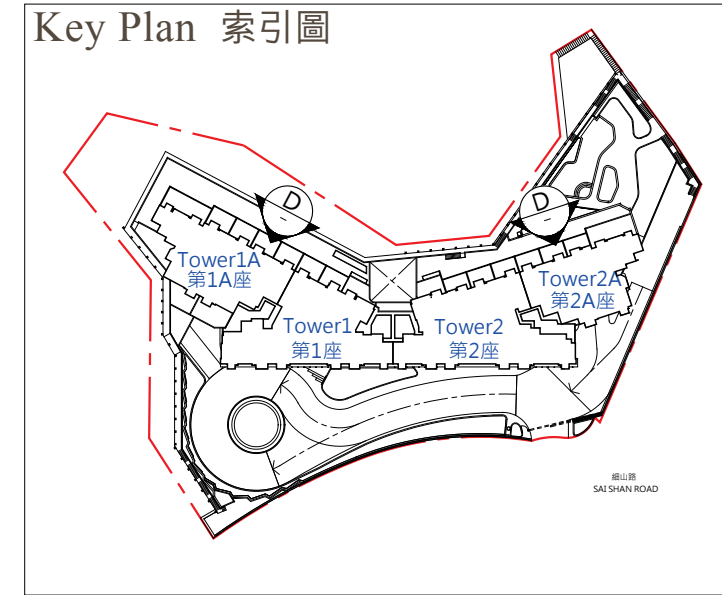 Key Plan 索引圖
D
D
Tower1A
第1A座
Tower2A
第2A座
Tower1
第1座
Tower2
第2座
細山路
SAI SHAN ROAD